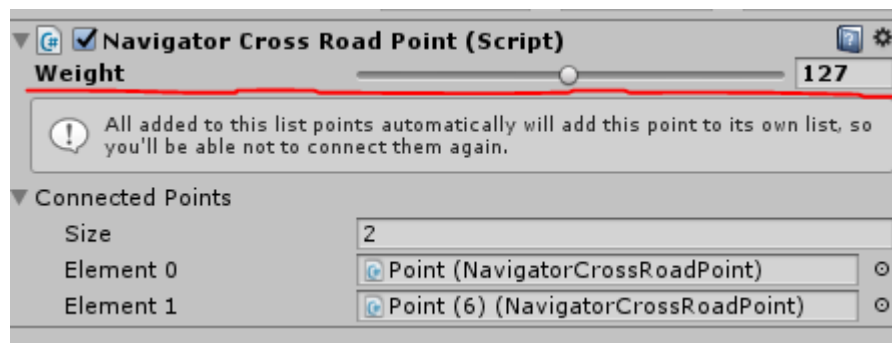 Navigator Cross Road Point (Script)
Weight 127
All added to this list points automatically will add this point to its own list, so
you'll be able not to connect them again.
Connected Points
Size 2
Element 0 Point (NavigatorCrossRoadPoint)
Element 1 Point (6) (NavigatorCrossRoadPoint)